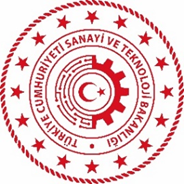 TÜRKİYE CUMHURİYETİ SANAYİ VE TEKNOLOJİ BAKANLIĞI